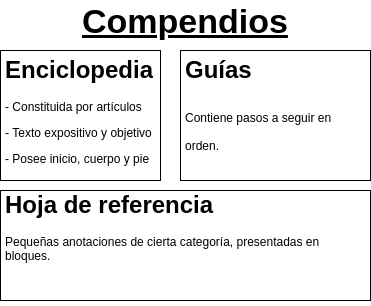 Compendios
Enciclopedia
- Constituida por artículos
- Texto expositivo y objetivo
- Posee inicio, cuerpo y pie
Guías
Contiene pasos a seguir en
orden.
Hoja de referencia
Pequeñas anotaciones de cierta categoría, presentadas en
bloques.